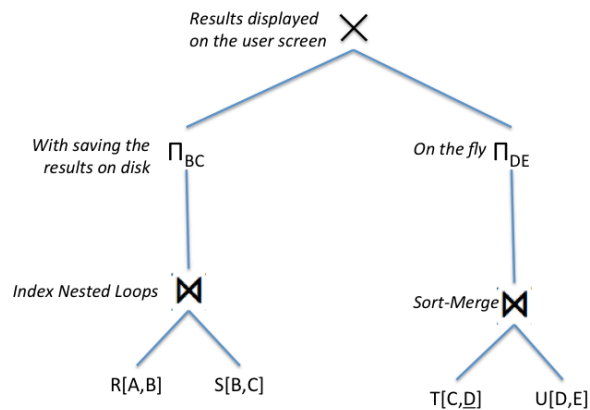 Results displayed
on the user screen
×
With saving the
results on disk
Π_BC
On the fly Π_DE
Index Nested Loops ⋈
Sort-Merge ⋈
R[A,B]
S[B,C]
T[C,D]
U[D,E]